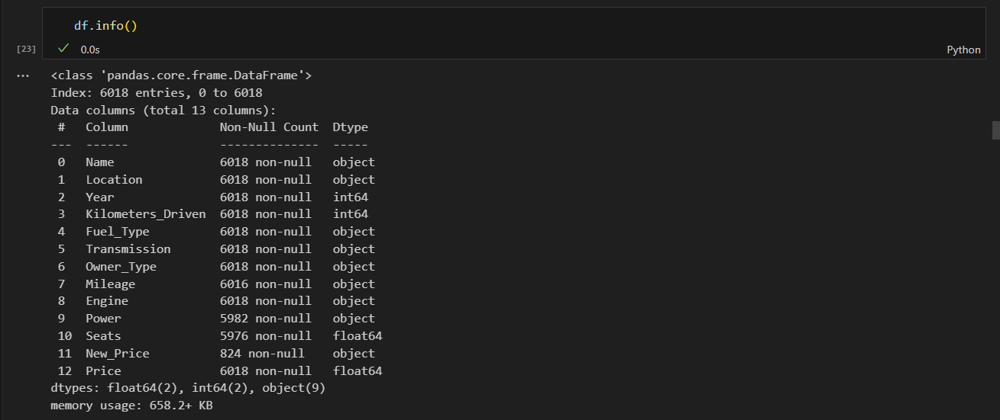 df.info()
[23] ✓ 0.0s Python
... <class 'pandas.core.frame.DataFrame'>
Index: 6018 entries, 0 to 6018
Data columns (total 13 columns):
 #   Column             Non-Null Count  Dtype
---  ------             --------------  -----
 0   Name               6018 non-null   object
 1   Location           6018 non-null   object
 2   Year               6018 non-null   int64
 3   Kilometers_Driven  6018 non-null   int64
 4   Fuel_Type          6018 non-null   object
 5   Transmission       6018 non-null   object
 6   Owner_Type         6018 non-null   object
 7   Mileage            6016 non-null   object
 8   Engine             6018 non-null   object
 9   Power              5982 non-null   object
 10  Seats              5976 non-null   float64
 11  New_Price          824 non-null    object
 12  Price              6018 non-null   float64
dtypes: float64(2), int64(2), object(9)
memory usage: 658.2+ KB